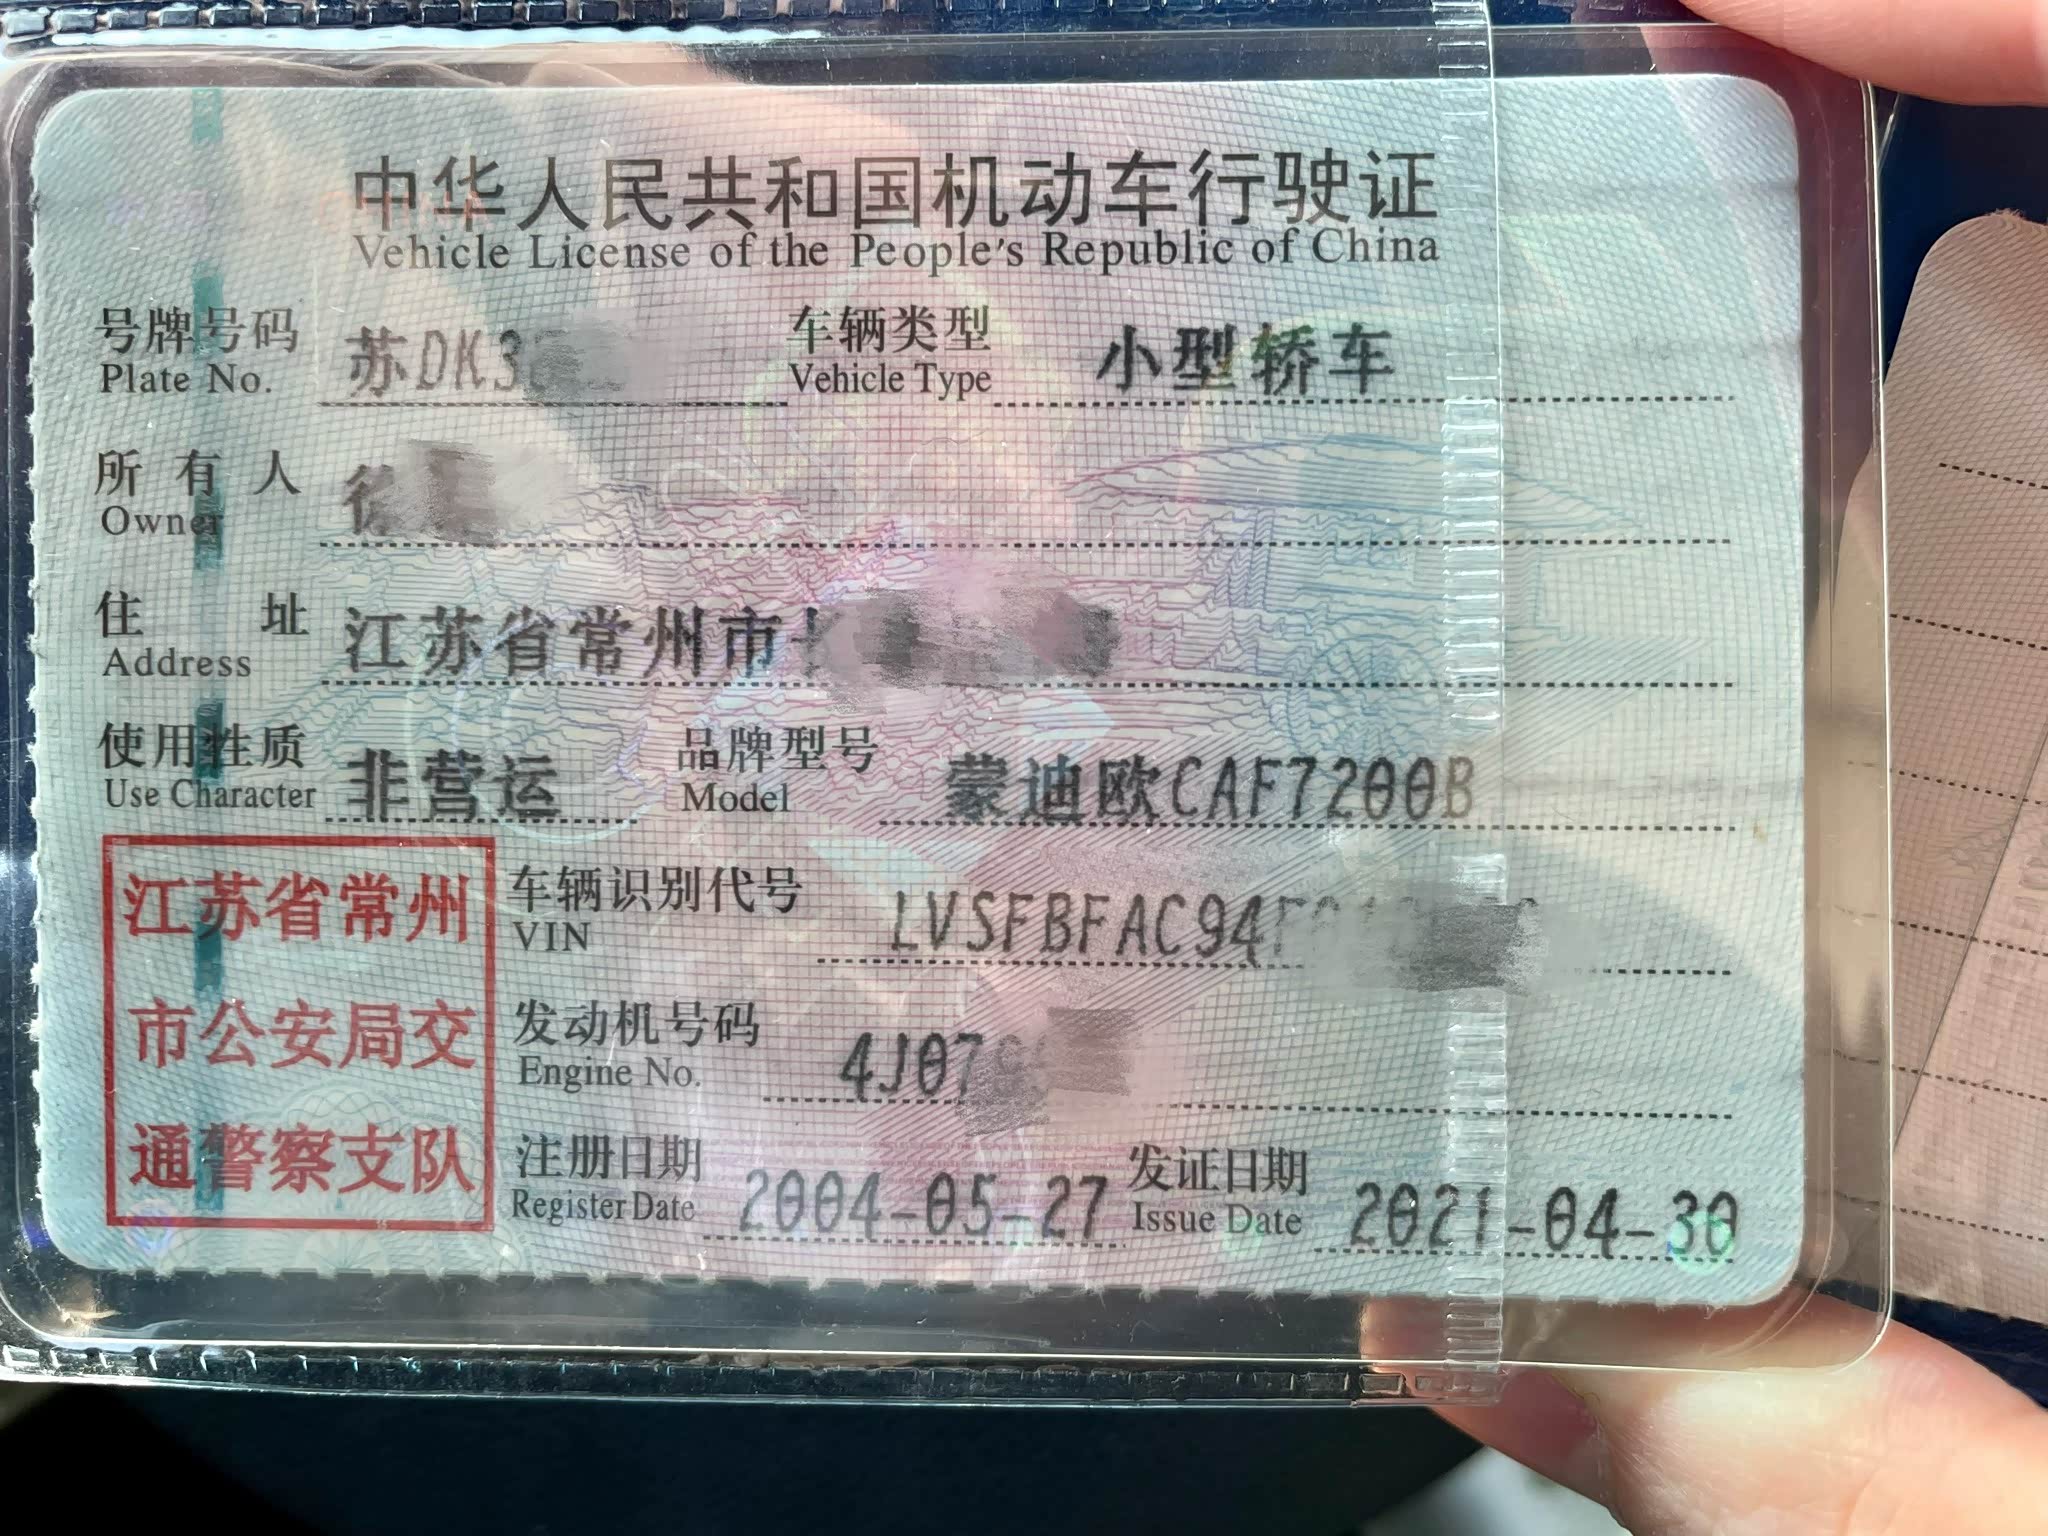 中华人民共和国机动车行驶证
Vehicle License of the People's Republic of China
号牌号码 苏DK3 车辆类型 小型轿车
Plate No. Vehicle Type
所有人
Owner
住址 江苏省常州市
Address
使用性质 非营运 品牌型号 蒙迪欧CAF7200B
Use Character Model
江苏省常州
市公安局交
通警察支队
车辆识别代号 LVSFBFAC94F
VIN
发动机号码 4J07
Engine No.
注册日期 2004-05-27 发证日期 2021-04-30
Register Date Issue Date